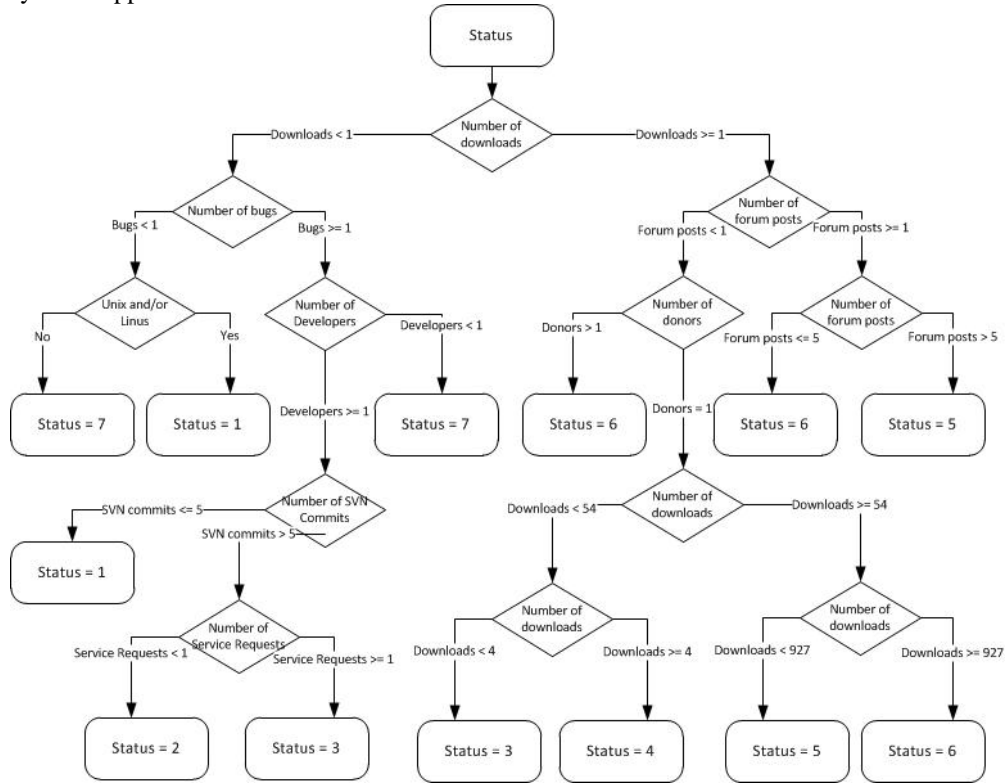 Status
Number of
downloads
Downloads < 1
Downloads >= 1
Number of bugs
Number of
forum posts
Bugs < 1
Bugs >= 1
Forum posts < 1
Forum posts >= 1
Unix and/or
Linus
Number of
Developers
Number of
donors
Number of
forum posts
No
Yes
Developers < 1
Donors > 1
Forum posts <= 5
Forum posts > 5
Status = 7
Status = 1
Developers >= 1
Status = 7
Status = 6
Donors = 1
Status = 6
Status = 5
Number of SVN
Commits
Number of
downloads
SVN commits <= 5
SVN commits > 5
Downloads < 54
Downloads >= 54
Status = 1
Number of
Service Requests
Number of
downloads
Number of
downloads
Service Requests < 1
Service Requests >= 1
Downloads < 4
Downloads >= 4
Downloads < 927
Downloads >= 927
Status = 2
Status = 3
Status = 3
Status = 4
Status = 5
Status = 6